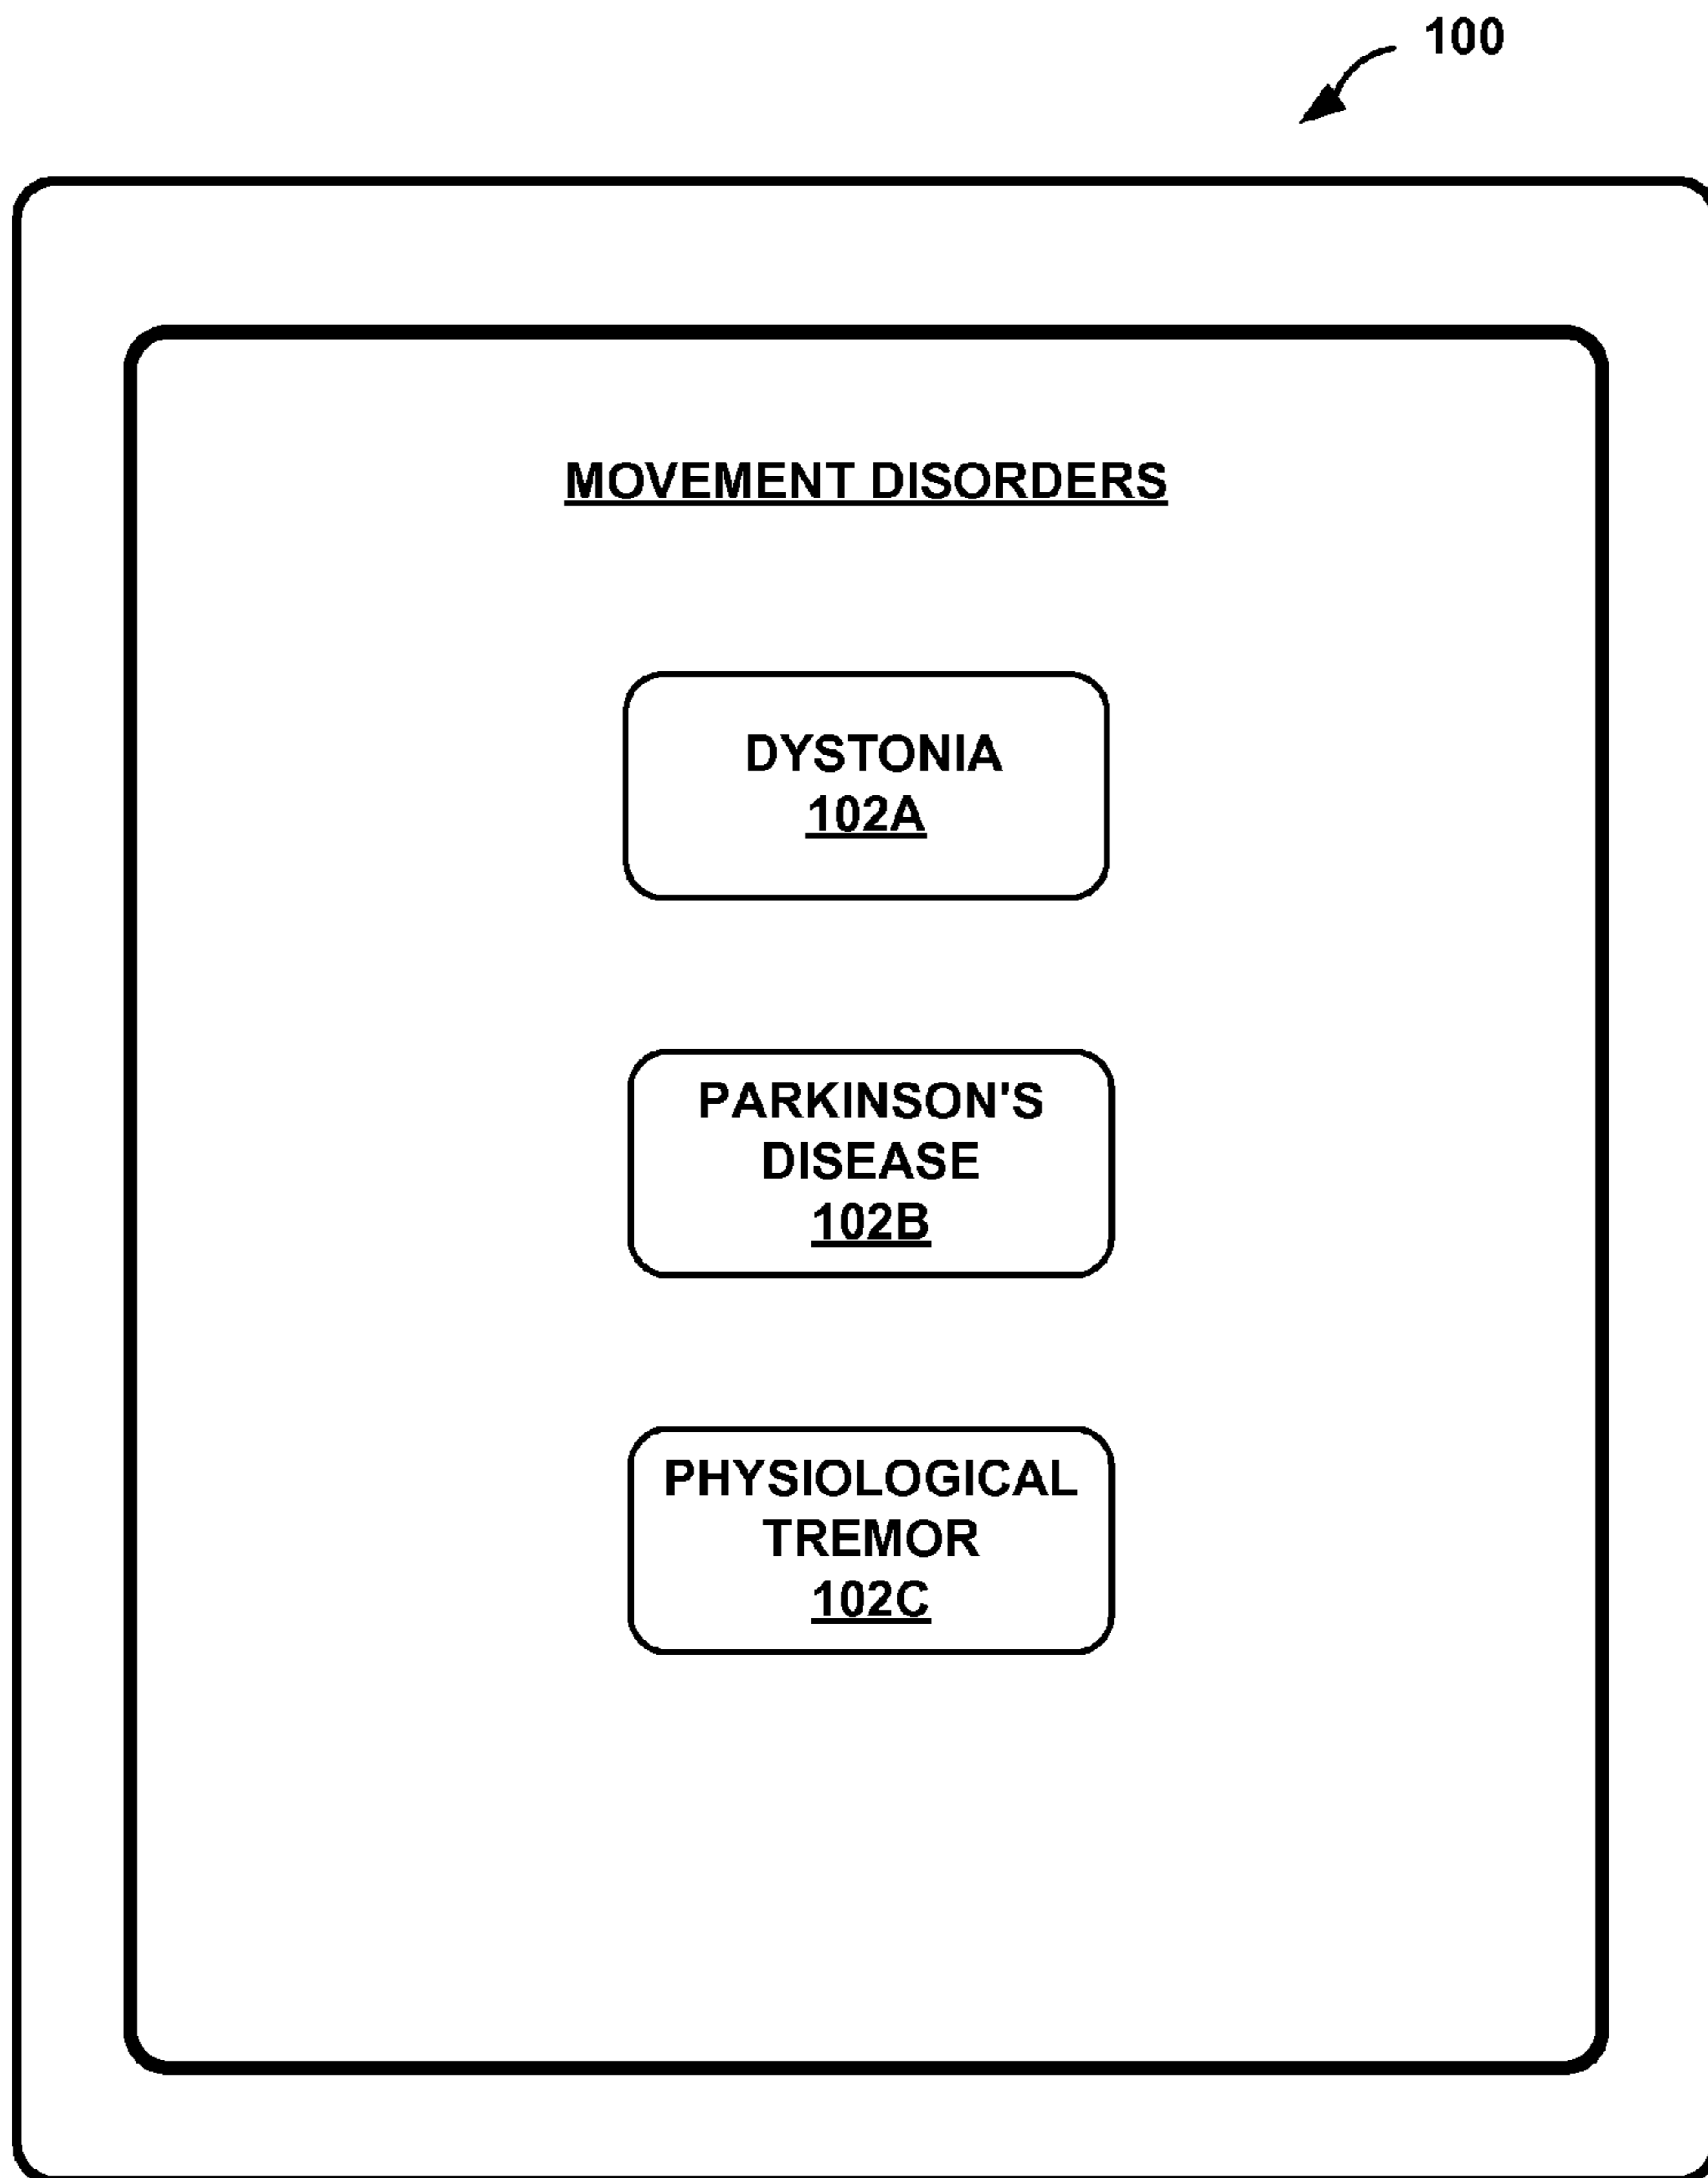 100
MOVEMENT DISORDERS
DYSTONIA
102A
PARKINSON'S
DISEASE
102B
PHYSIOLOGICAL
TREMOR
102C